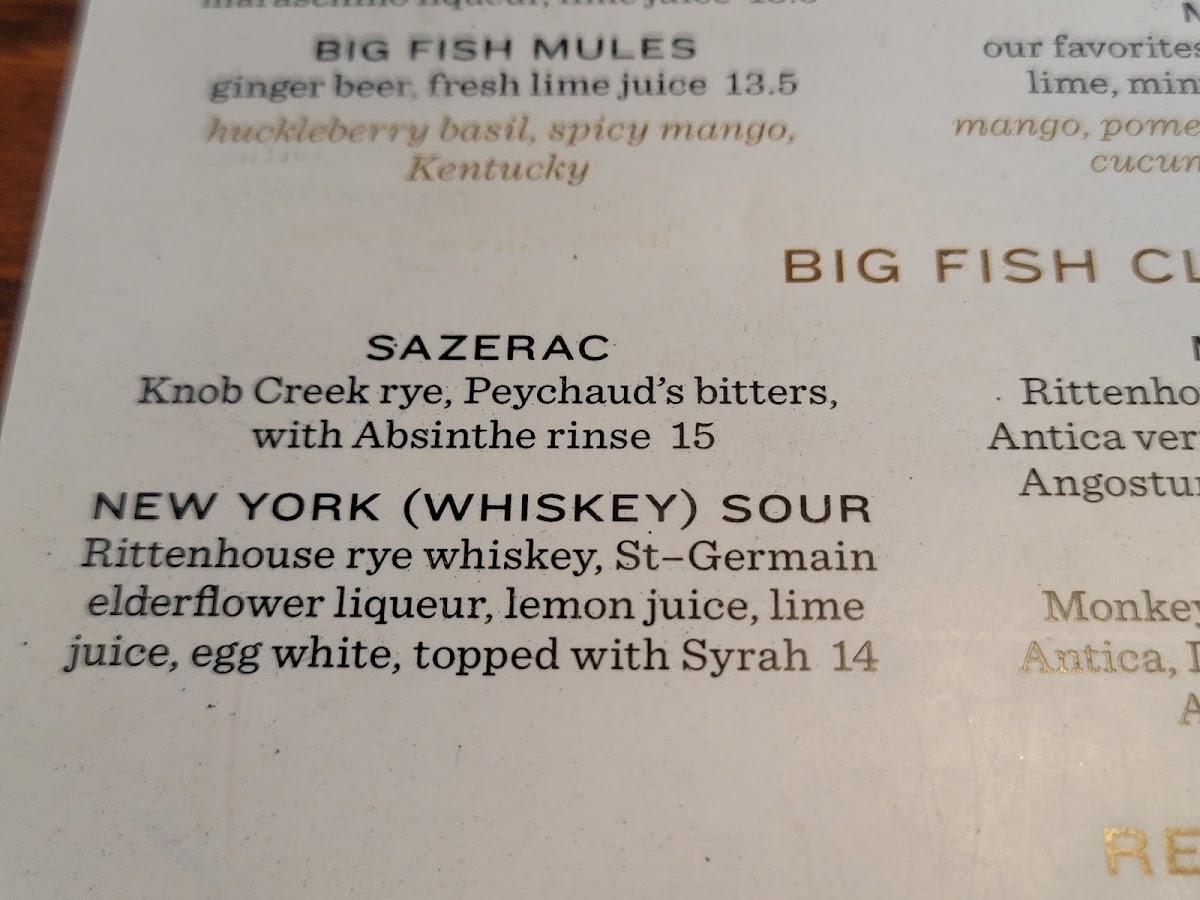 BIG FISH MULES
ginger beer, fresh lime juice 13.5
huckleberry basil, spicy mango,
Kentucky
our favorites
lime,
mango,
BIG FISH
SAZERAC
Knob Creek rye, Peychaud's bitters,
with Absinthe rinse 15
NEW YORK (WHISKEY) SOUR
Rittenhouse rye whiskey, St-Germain
elderflower liqueur, lemon juice, lime
juice, egg white, topped with Syrah 14
Rittenho
Antica ver
Angostu
Monkey
Antica,
RE